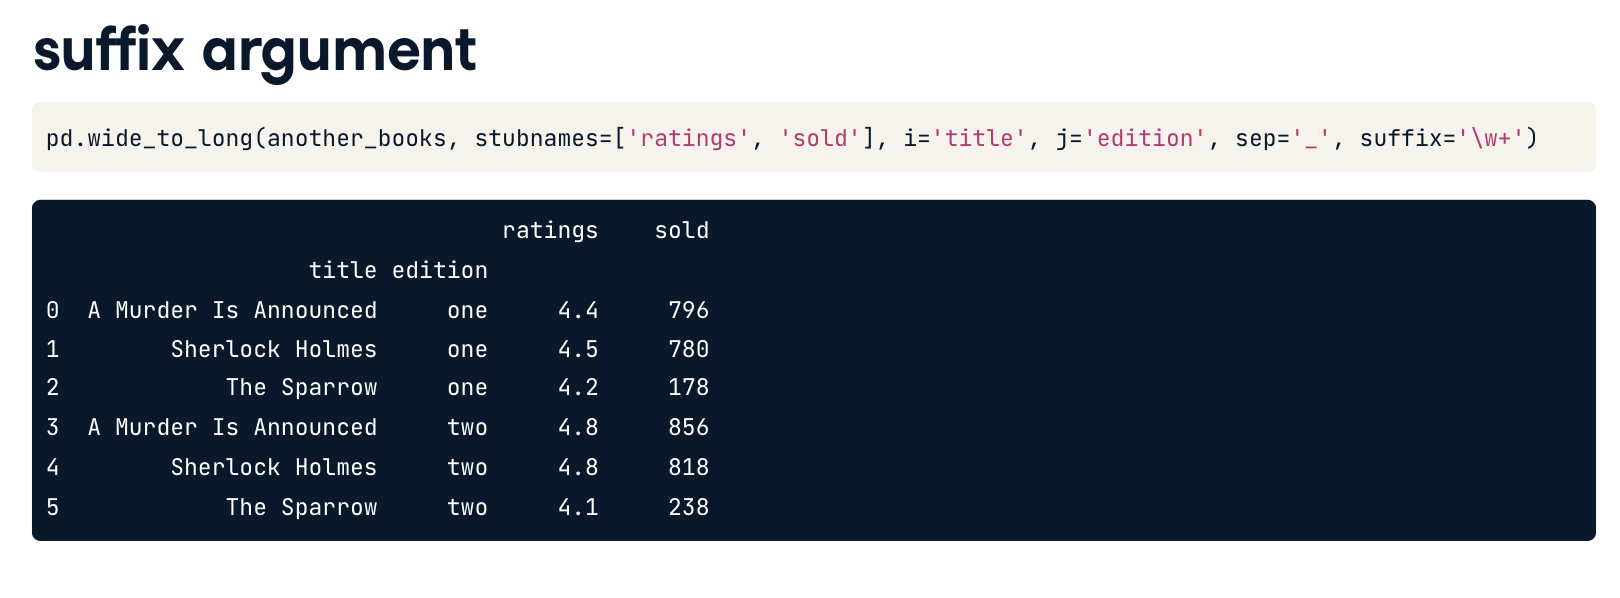 suffix argument
pd.wide_to_long(another_books, stubnames=['ratings', 'sold'], i='title', j='edition', sep='_', suffix='\w+')
ratings sold
title edition
0 A Murder Is Announced one 4.4 796
1 Sherlock Holmes one 4.5 780
2 The Sparrow one 4.2 178
3 A Murder Is Announced two 4.8 856
4 Sherlock Holmes two 4.8 818
5 The Sparrow two 4.1 238